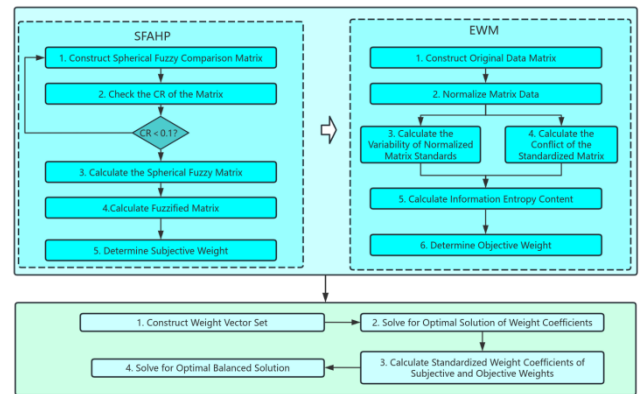 SFAHP
1. Construct Spherical Fuzzy Comparison Matrix
2. Check the CR of the Matrix
CR < 0.1?
3. Calculate the Spherical Fuzzy Matrix
4.Calculate Fuzzified Matrix
5. Determine Subjective Weight
EWM
1. Construct Original Data Matrix
2. Normalize Matrix Data
3. Calculate the
Variability of Normalized
Matrix Standards
4. Calculate the
Conflict of the
Standardized Matrix
5. Calculate Information Entropy Content
6. Determine Objective Weight
1. Construct Weight Vector Set
2. Solve for Optimal Solution of Weight Coefficients
3. Calculate Standardized Weight Coefficients of
Subjective and Objective Weights
4. Solve for Optimal Balanced Solution